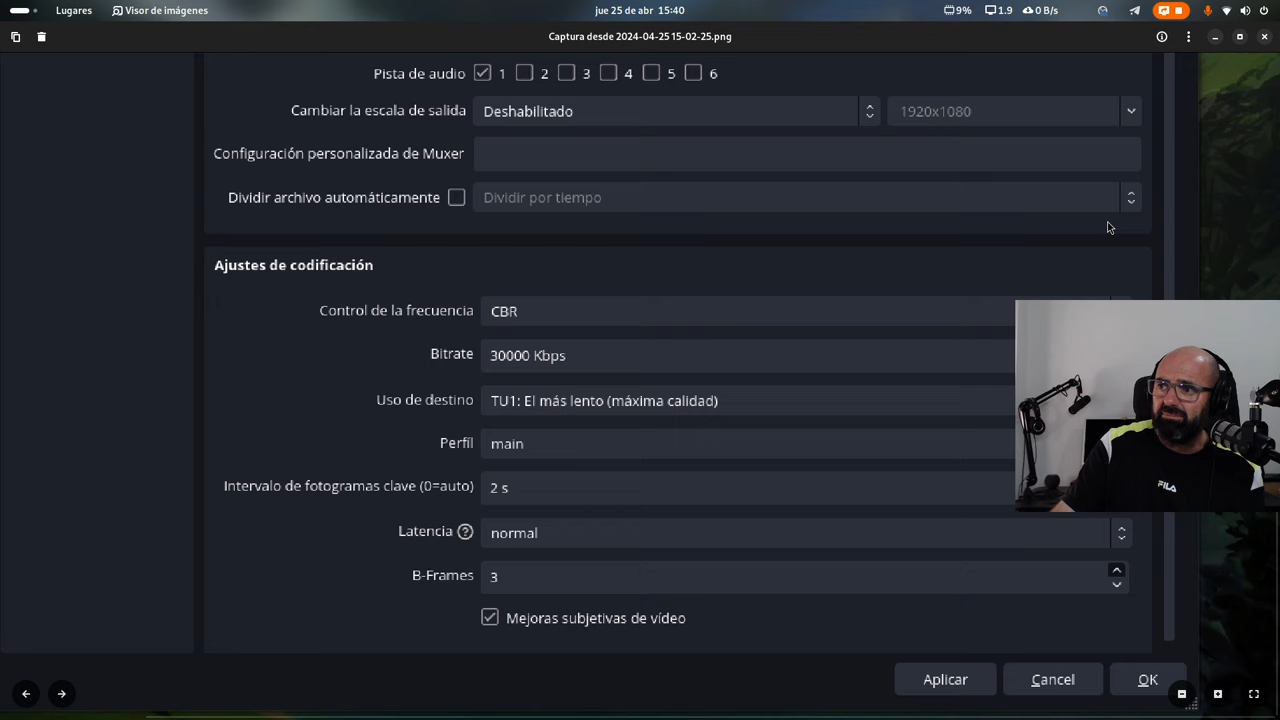 Lugares
Visor de imágenes
jue 25 de abr 15:40
9%
1.9
0 B/s
Captura desde 2024-04-25 15-02-25.png
Pista de audio 1 2 3 4 5 6
Cambiar la escala de salida Deshabilitado 1920x1080
Configuración personalizada de Muxer
Dividir archivo automáticamente Dividir por tiempo
Ajustes de codificación
Control de la frecuencia CBR
Bitrate 30000 Kbps
Uso de destino TU1: El más lento (máxima calidad)
Perfil main
Intervalo de fotogramas clave (0=auto) 2 s
Latencia ? normal
B-Frames 3
Mejoras subjetivas de vídeo
FILA
Aplicar Cancel OK